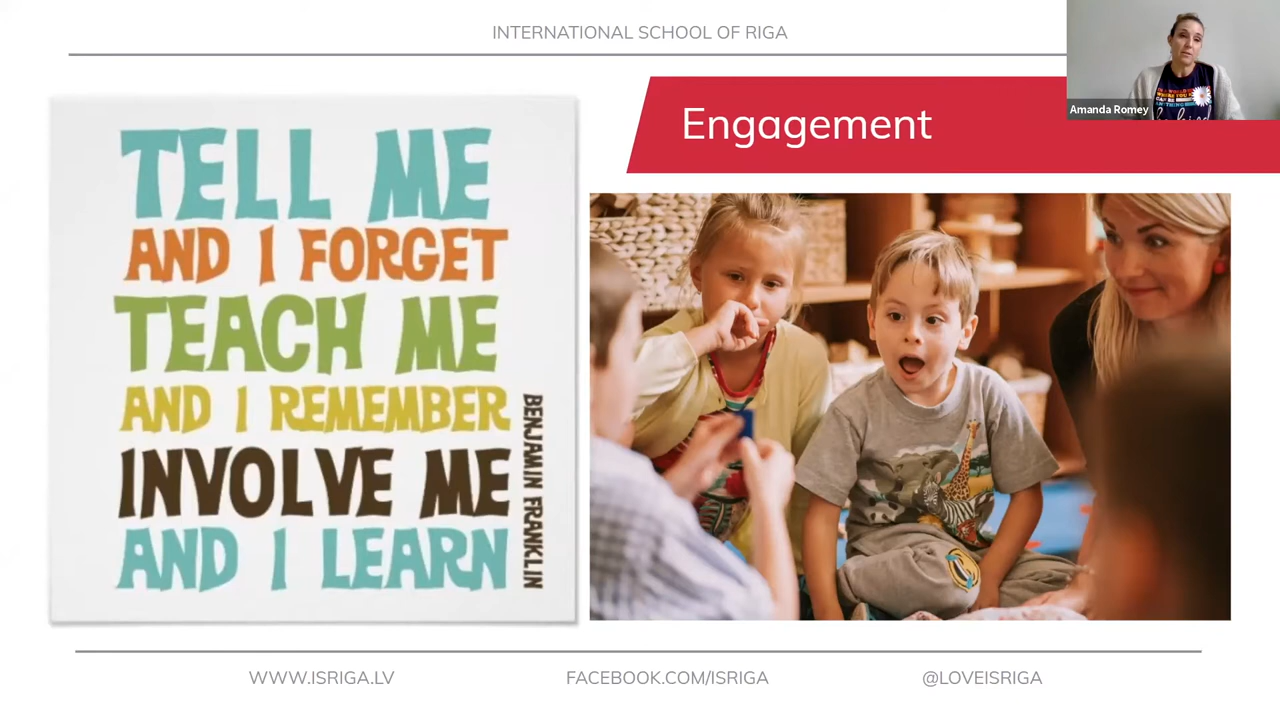 INTERNATIONAL SCHOOL OF RIGA
TELL ME
AND I FORGET
TEACH ME
AND I REMEMBER
INVOLVE ME
AND I LEARN
BENJAMIN FRANKLIN
Engagement
Amanda Romey
WWW.ISRIGA.LV
FACEBOOK.COM/ISRIGA
@LOVEISRIGA